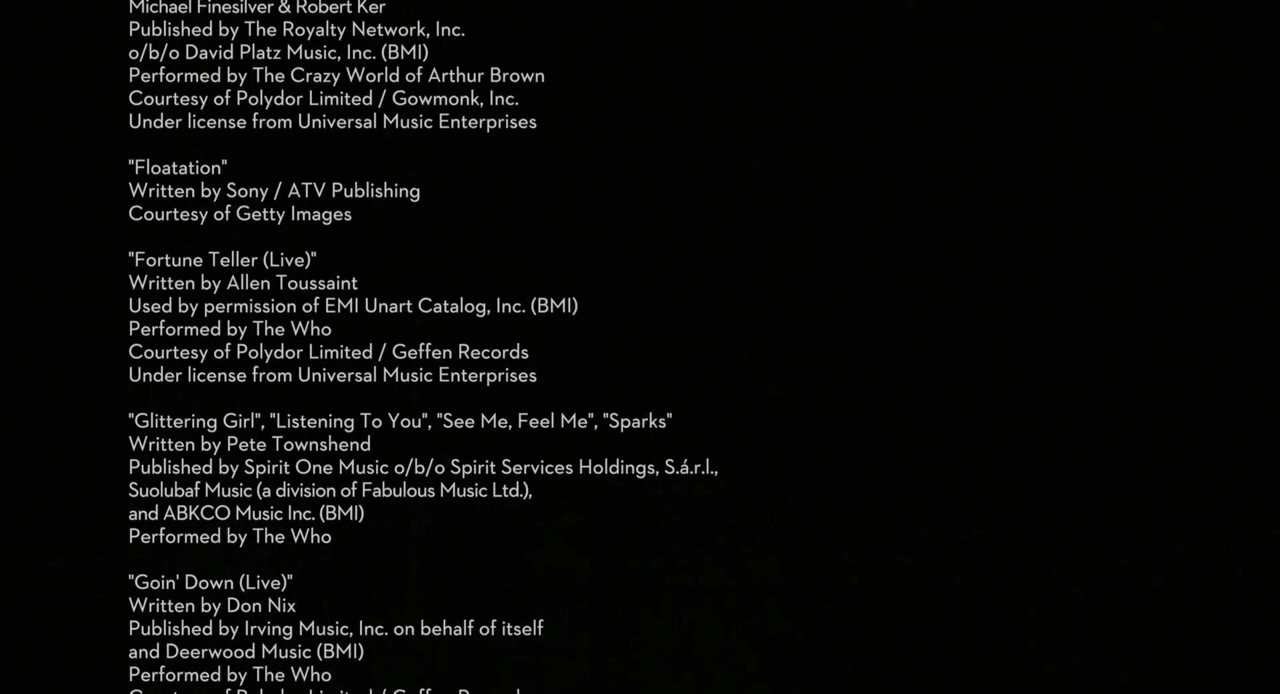 Michael Finesilver & Robert Ker
Published by The Royalty Network, Inc.
o/b/o David Platz Music, Inc. (BMI)
Performed by The Crazy World of Arthur Brown
Courtesy of Polydor Limited / Gowmonk, Inc.
Under license from Universal Music Enterprises
"Floatation"
Written by Sony / ATV Publishing
Courtesy of Getty Images
"Fortune Teller (Live)"
Written by Allen Toussaint
Used by permission of EMI Unart Catalog, Inc. (BMI)
Performed by The Who
Courtesy of Polydor Limited / Geffen Records
Under license from Universal Music Enterprises
"Glittering Girl", "Listening To You", "See Me, Feel Me", "Sparks"
Written by Pete Townshend
Published by Spirit One Music o/b/o Spirit Services Holdings, S.á.r.l.,
Suolubaf Music (a division of Fabulous Music Ltd.),
and ABKCO Music Inc. (BMI)
Performed by The Who
"Goin' Down (Live)"
Written by Don Nix
Published by Irving Music, Inc. on behalf of itself
and Deerwood Music (BMI)
Performed by The Who